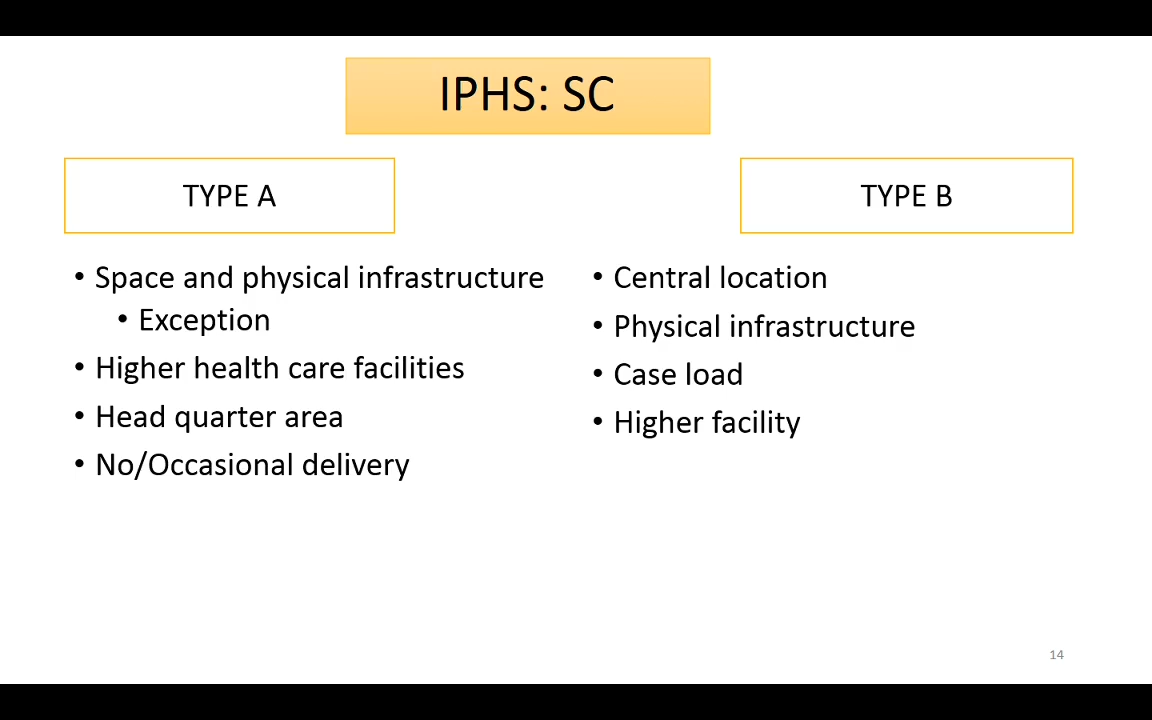 IPHS: SC
TYPE A
• Space and physical infrastructure
• Exception
• Higher health care facilities
• Head quarter area
• No/Occasional delivery
TYPE B
• Central location
• Physical infrastructure
• Case load
• Higher facility
14